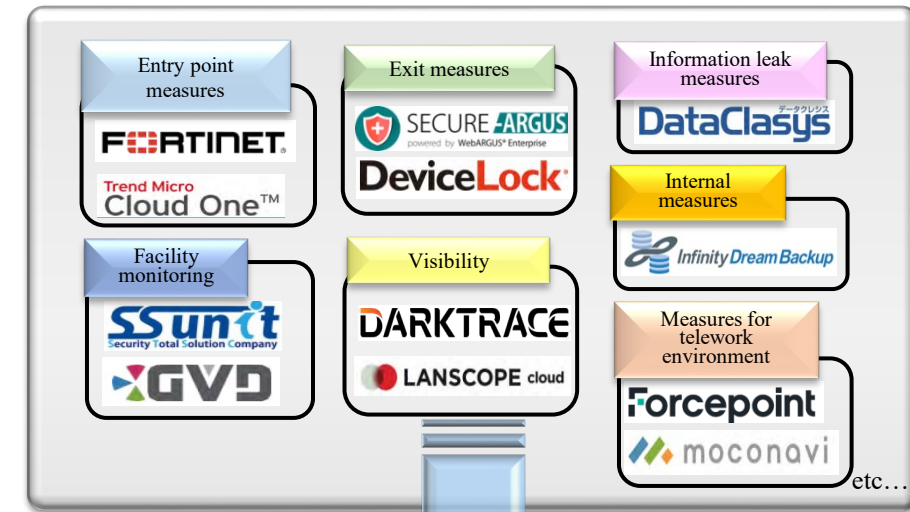 Entry point
measures
FORTINET®
Trend Micro
Cloud One™
Exit measures
SECURE ARGUS
powered by WebARGUS® Enterprise
DeviceLock®
Information leak
measures
データクレシス
DataClasys
Internal
measures
Infinity Dream Backup
Facility
monitoring
SSunit
Security Total Solution Company
GVD
Visibility
DARKTRACE
LANSCOPE cloud
Measures for
telework
environment
Forcepoint
moconavi
etc…